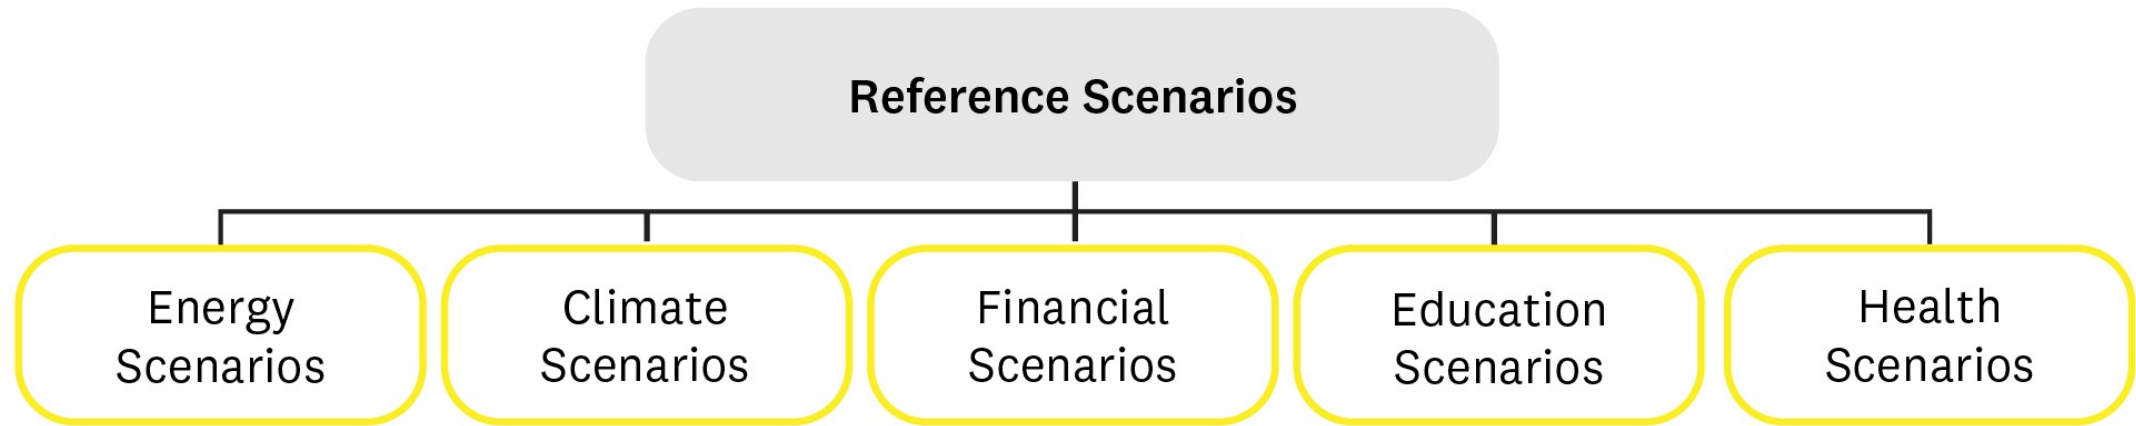 Reference Scenarios
Energy
Scenarios
Climate
Scenarios
Financial
Scenarios
Education
Scenarios
Health
Scenarios